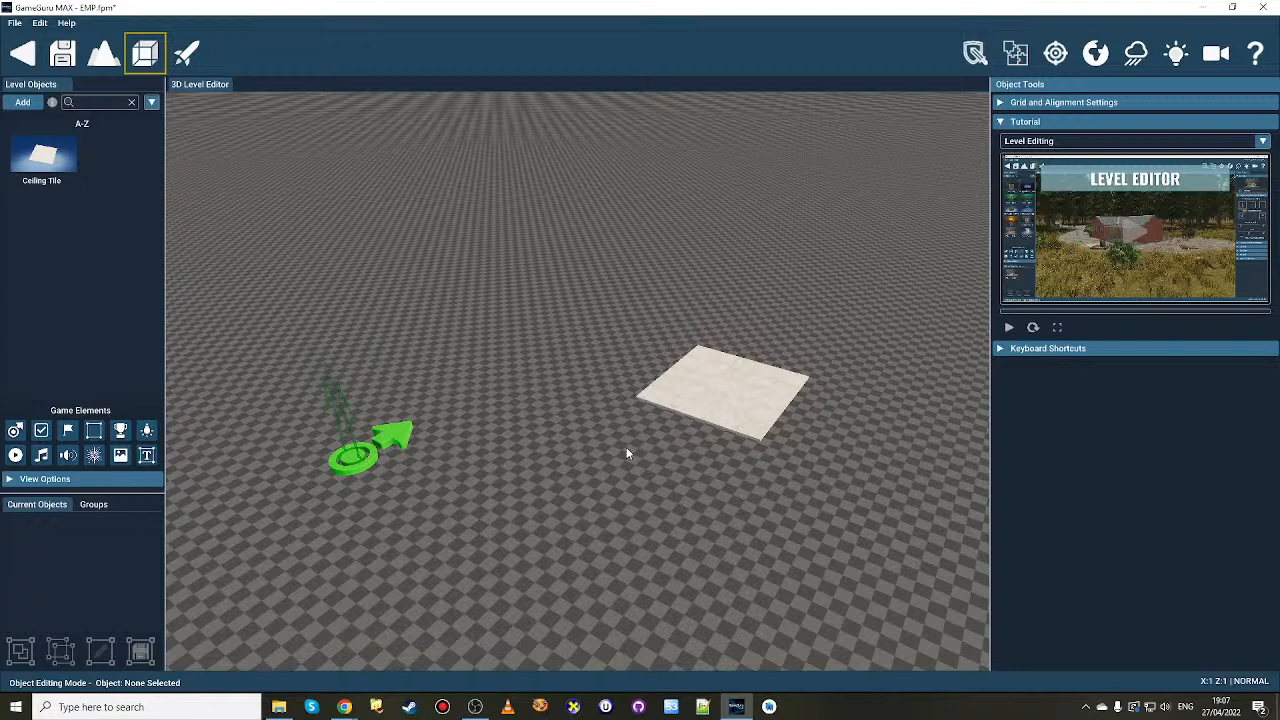 GameGuru MAX - EMP.fpm*
File Edit Help
Level Objects
3D Level Editor
Object Tools
Add
A-Z
Ceiling Tile
Grid and Alignment Settings
Tutorial
Level Editing
LEVEL EDITOR
Keyboard Shortcuts
Game Elements
View Options
Current Objects Groups
Object Editing Mode - Object: None Selected
X:1 Z:1 | NORMAL
Type here to search
19:07
27/04/2022